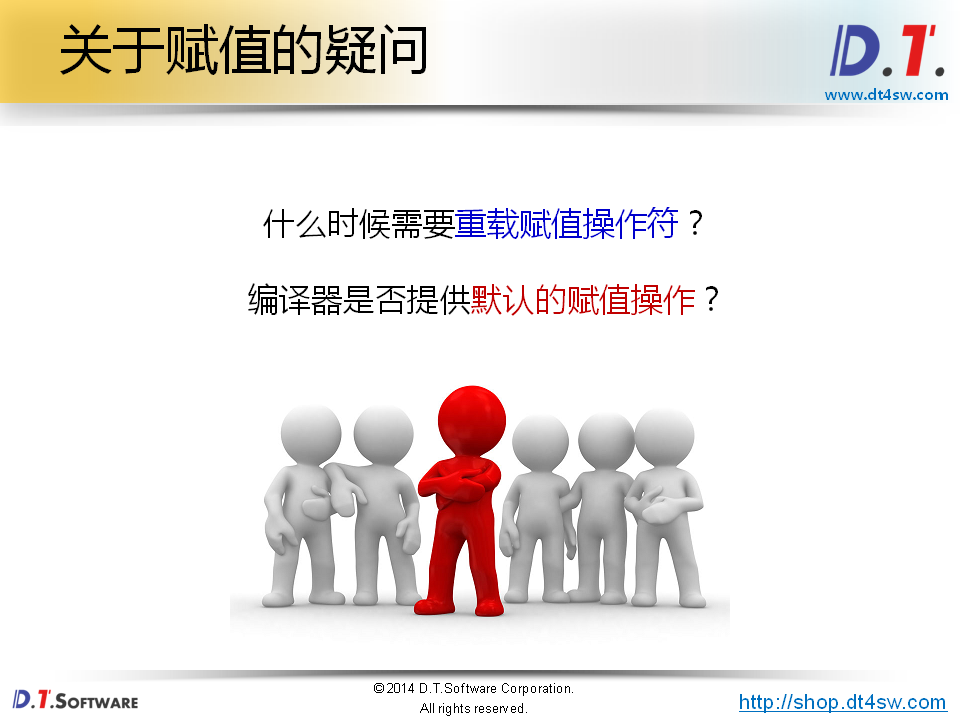 关于赋值的疑问
D.T.
www.dt4sw.com
什么时候需要重载赋值操作符？
编译器是否提供默认的赋值操作？
D.T.SOFTWARE
©2014 D.T.Software Corporation.
All rights reserved.
http://shop.dt4sw.com